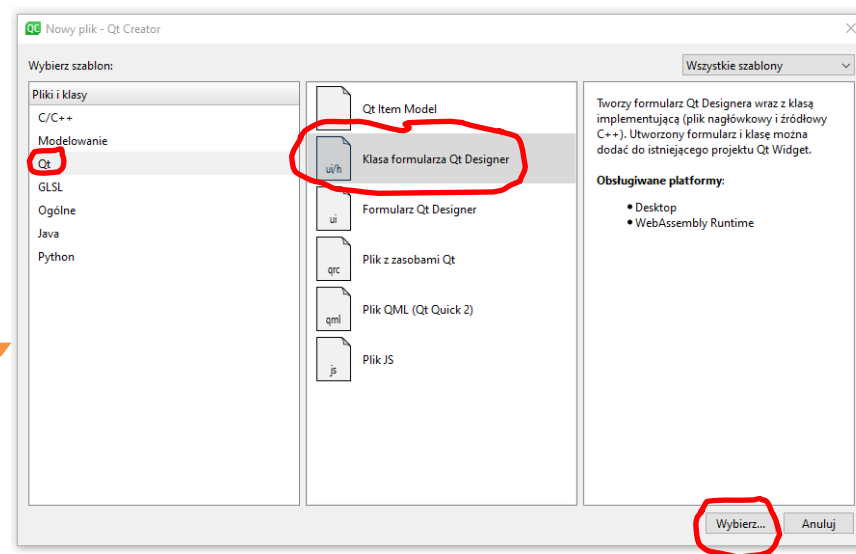 QC Nowy plik - Qt Creator
Wybierz szablon:
Wszystkie szablony
Pliki i klasy
C/C++
Modelowanie
Qt
GLSL
Ogólne
Java
Python
Qt Item Model
ui/h Klasa formularza Qt Designer
ui Formularz Qt Designer
qrc Plik z zasobami Qt
qml Plik QML (Qt Quick 2)
js Plik JS
Tworzy formularz Qt Designera wraz z klasą
implementującą (plik nagłówkowy i źródłowy
C++). Utworzony formularz i klasę można
dodać do istniejącego projektu Qt Widget.
Obsługiwane platformy:
• Desktop
• WebAssembly Runtime
Wybierz... Anuluj